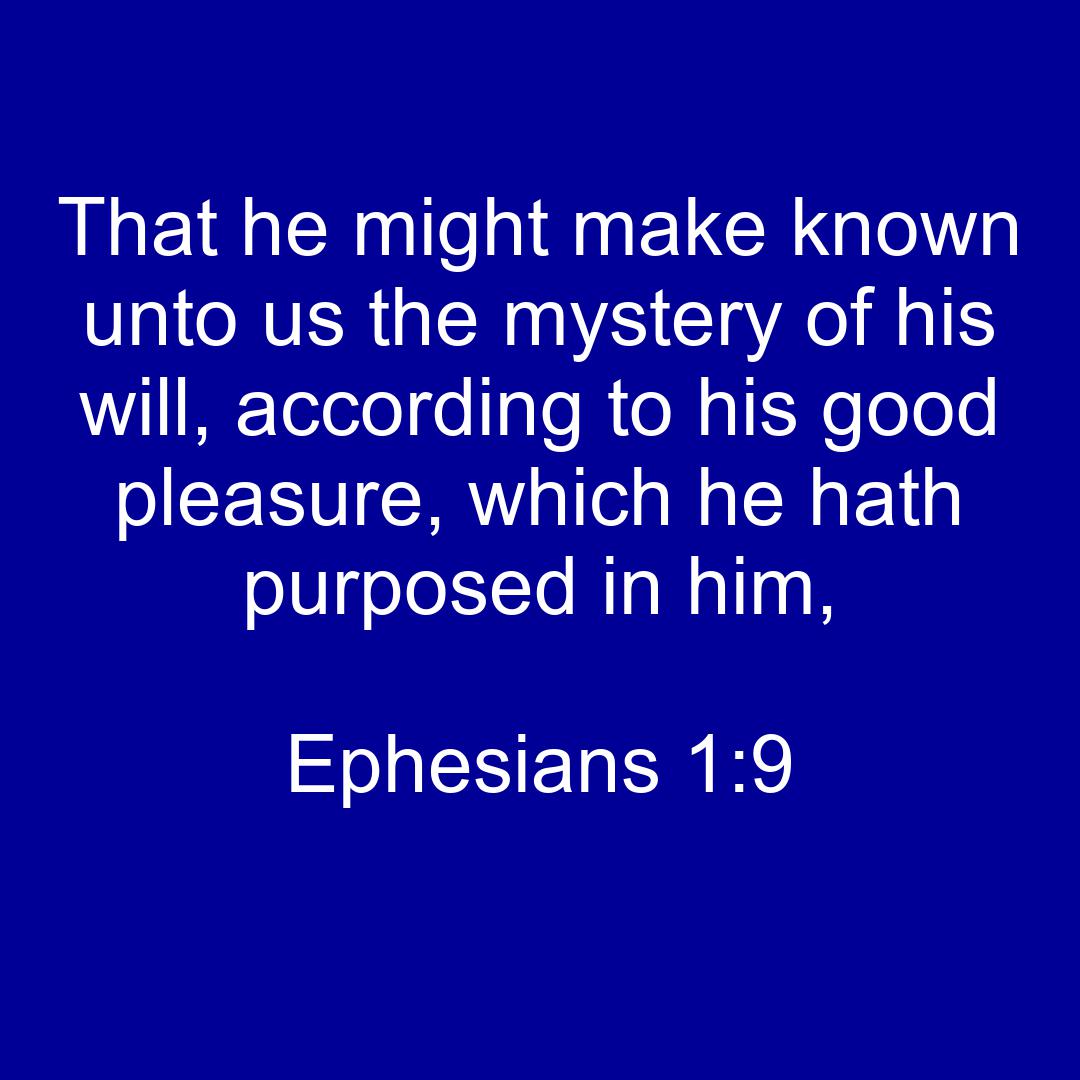 That he might make known
unto us the mystery of his
will, according to his good
pleasure, which he hath
purposed in him,
Ephesians 1:9